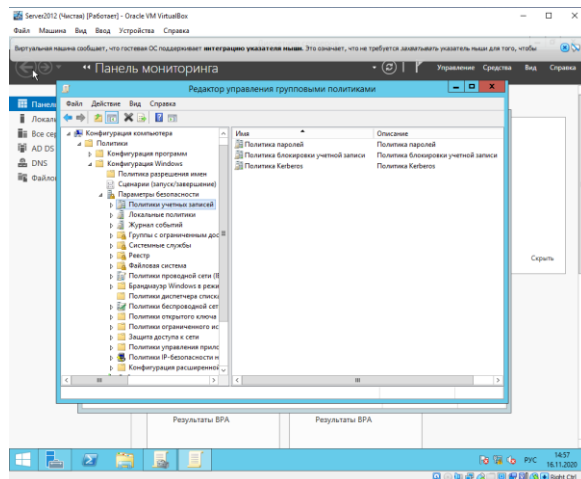 Server2012 (Чистая) [Работает] - Oracle VM VirtualBox
Файл Машина Вид Ввод Устройства Справка
Виртуальная машина сообщает, что гостевая ОС поддерживает интеграцию указателя мыши. Это означает, что не требуется захватывать указатель мыши для того, чтобы
Панель мониторинга
Управление Средства Вид Справка
Редактор управления групповыми политиками
Файл Действие Вид Справка
Панел
Локаль
Все сер
AD DS
DNS
Файло
Конфигурация компьютера
Политики
Конфигурация программ
Конфигурация Windows
Политика разрешения имен
Сценарии (запуск/завершение)
Параметры безопасности
Политики учетных записей
Локальные политики
Журнал событий
Группы с ограниченным дос
Системные службы
Реестр
Файловая система
Политики проводной сети (I
Брандмауэр Windows в режи
Политики диспетчера списк
Политики беспроводной сет
Политики открытого ключа
Политики ограниченного ис
Защита доступа к сети
Политики управления прило
Политики IP-безопасности н
Конфигурация расширенной
Имя Описание
Политика паролей Политика паролей
Политика блокировки учетной записи Политика блокировки учетной записи
Политика Kerberos Политика Kerberos
Скрыть
Результаты BPA Результаты BPA
РУС 14:57
16.11.2020
Right Ctrl